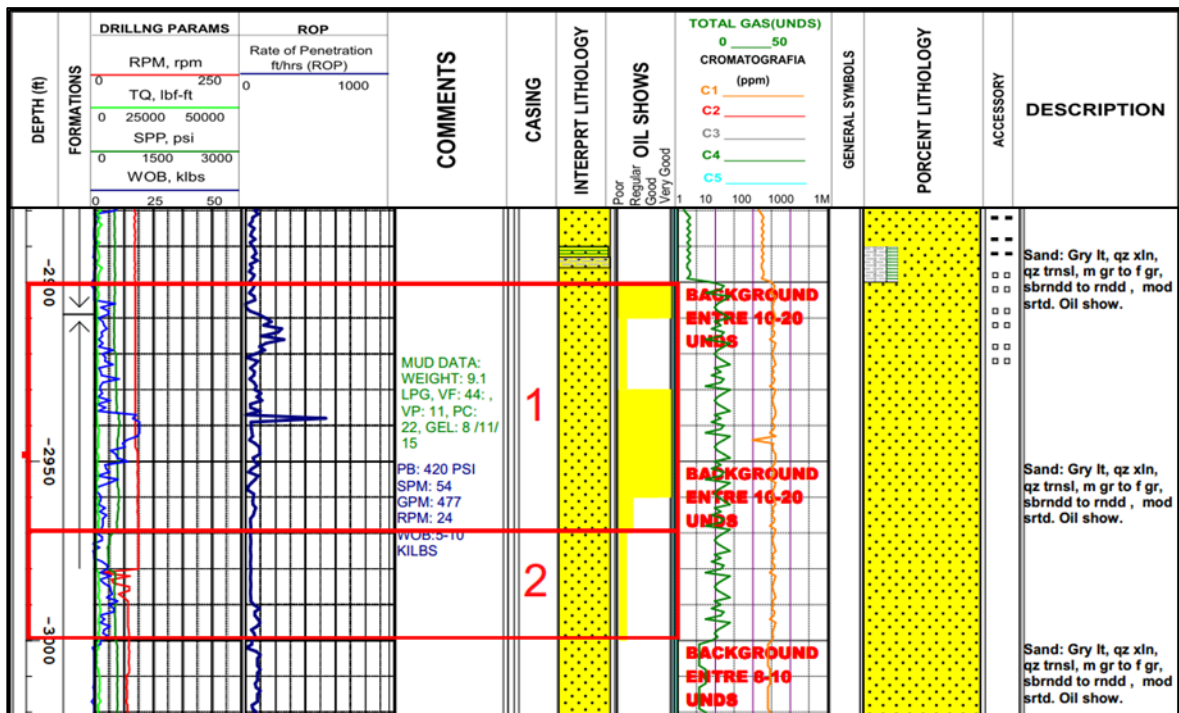 DRILLNG PARAMS
RPM, rpm
0 250
TQ, lbf-ft
0 25000 50000
SPP, psi
0 1500 3000
WOB, klbs
0 25 50
ROP
Rate of Penetration
ft/hrs (ROP)
0 1000
DEPTH (ft)
FORMATIONS
COMMENTS
CASING
INTERPRT LITHOLOGY
OIL SHOWS
Poor
Regular
Good
Very Good
TOTAL GAS(UNDS)
0 50
CROMATOGRAFIA
(ppm)
C1
C2
C3
C4
C5
1 10 100 1000 1M
GENERAL SYMBOLS
PORCENT LITHOLOGY
ACCESSORY
DESCRIPTION
-2900
-2950
-3000
MUD DATA:
WEIGHT: 9.1
LPG, VF: 44: ,
VP: 11, PC:
22, GEL: 8 /11/
15
PB: 420 PSI
SPM: 54
GPM: 477
RPM: 24
WOB:5-10
KILBS
1
2
BACKGROUND
ENTRE 10-20
UNDS
BACKGROUND
ENTRE 10-20
UNDS
BACKGROUND
ENTRE 8-10
UNDS
Sand: Gry lt, qz xln,
qz trnsl, m gr to f gr,
sbrndd to rndd , mod
srtd. Oil show.
Sand: Gry lt, qz xln,
qz trnsl, m gr to f gr,
sbrndd to rndd , mod
srtd. Oil show.
Sand: Gry lt, qz xln,
qz trnsl, m gr to f gr,
sbrndd to rndd , mod
srtd. Oil show.